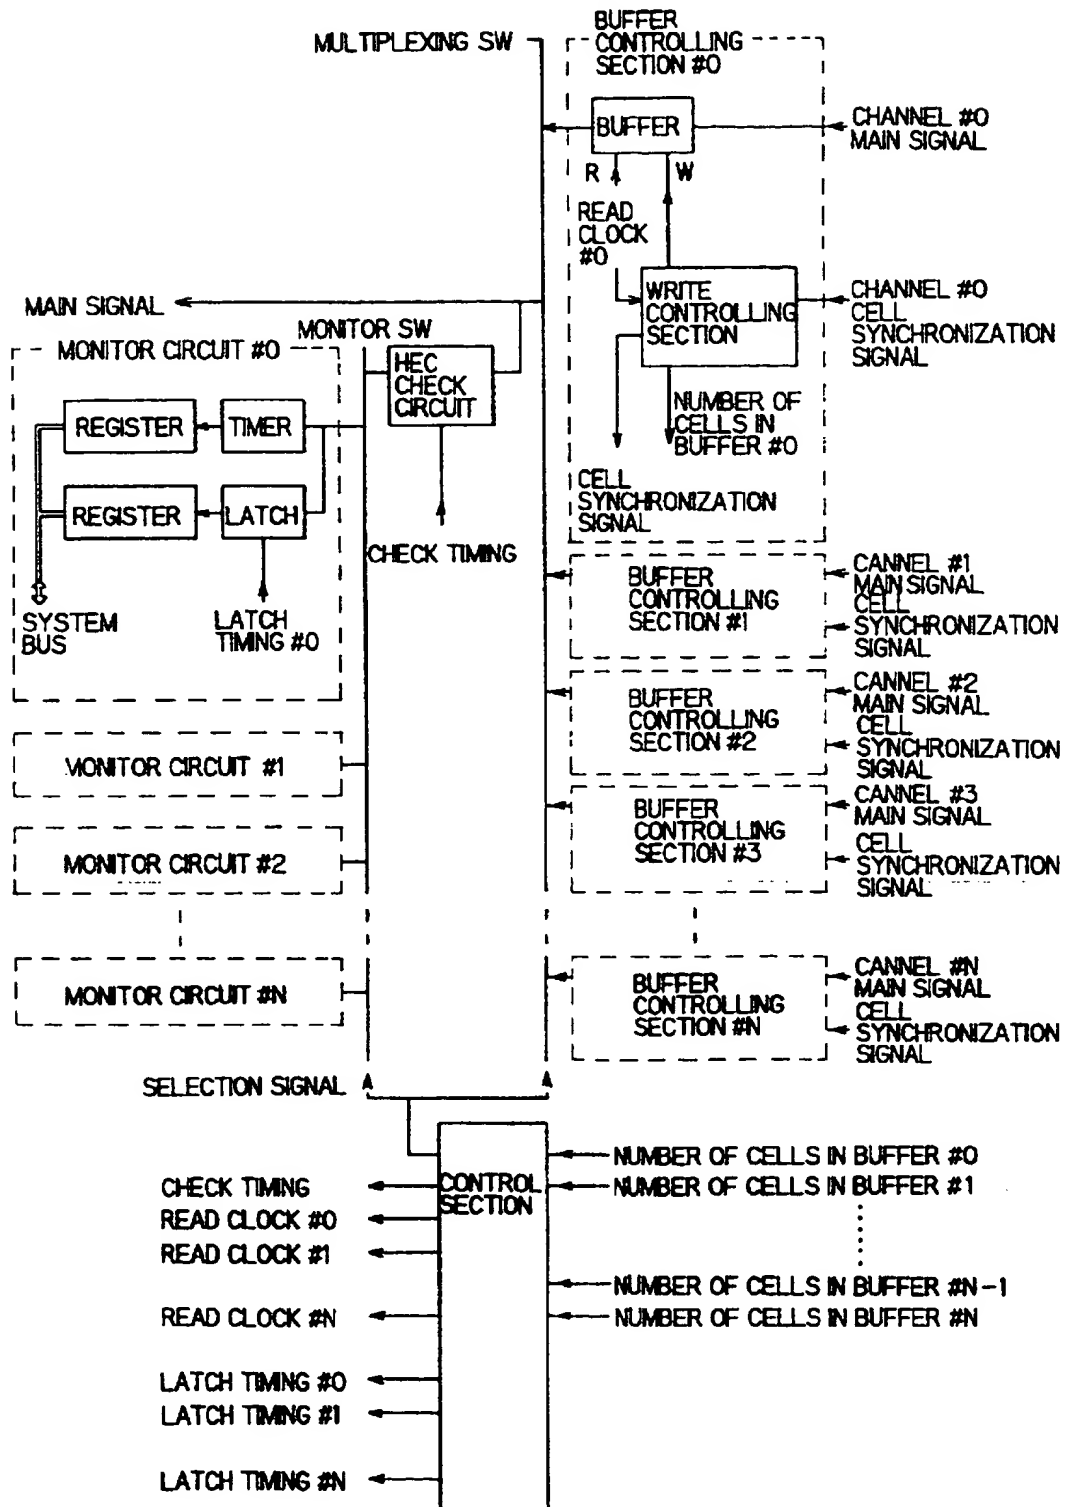 MULTIPLEXING SW
BUFFER
CONTROLLING
SECTION #0
BUFFER
CHANNEL #0
MAIN SIGNAL
R
W
READ
CLOCK
#0
WRITE
CONTROLLING
SECTION
CHANNEL #0
CELL
SYNCHRONIZATION
SIGNAL
NUMBER OF
CELLS IN
BUFFER #0
CELL
SYNCHRONIZATION
SIGNAL
MAIN SIGNAL
MONITOR SW
MONITOR CIRCUIT #0
HEC
CHECK
CIRCUIT
REGISTER
TIMER
REGISTER
LATCH
CHECK TIMING
SYSTEM
BUS
LATCH
TIMING #0
BUFFER
CONTROLLING
SECTION #1
CANNEL #1
MAIN SIGNAL
CELL
SYNCHRONIZATION
SIGNAL
BUFFER
CONTROLLING
SECTION #2
CANNEL #2
MAIN SIGNAL
CELL
SYNCHRONIZATION
SIGNAL
MONITOR CIRCUIT #1
BUFFER
CONTROLLING
SECTION #3
CANNEL #3
MAIN SIGNAL
CELL
SYNCHRONIZATION
SIGNAL
MONITOR CIRCUIT #2
MONITOR CIRCUIT #N
BUFFER
CONTROLLING
SECTION #N
CANNEL #N
MAIN SIGNAL
CELL
SYNCHRONIZATION
SIGNAL
SELECTION SIGNAL
CONTROL
SECTION
NUMBER OF CELLS IN BUFFER #0
NUMBER OF CELLS IN BUFFER #1
NUMBER OF CELLS IN BUFFER #N-1
NUMBER OF CELLS IN BUFFER #N
CHECK TIMING
READ CLOCK #0
READ CLOCK #1
READ CLOCK #N
LATCH TIMING #0
LATCH TIMING #1
LATCH TIMING #N